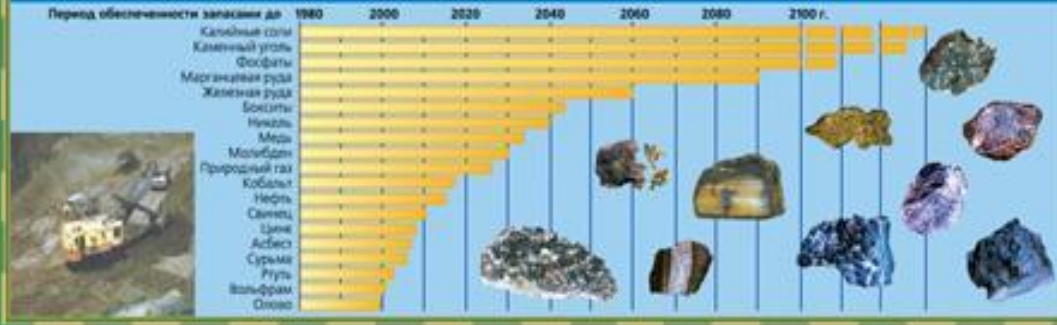 Период обеспеченности запасами до 1980 2000 2020 2040 2060 2080 2100 г.
Калийные соли
Каменный уголь
Фосфаты
Марганцевая руда
Железная руда
Бокситы
Никель
Медь
Молибден
Природный газ
Кобальт
Нефть
Свинец
Цинк
Асбест
Сурьма
Ртуть
Вольфрам
Олово